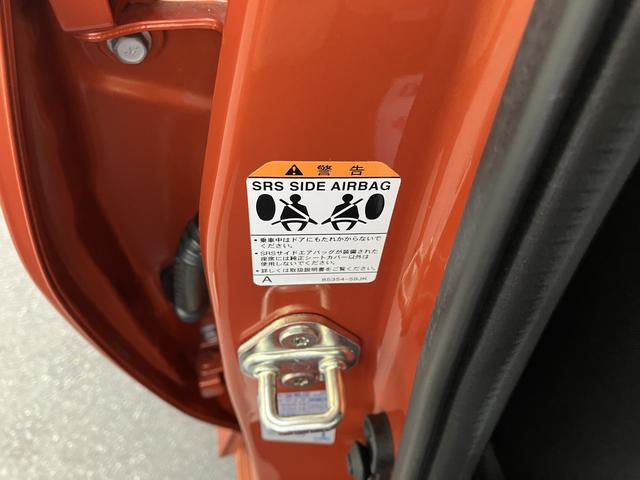 警告
SRS SIDE AIRBAG
・乗車中はドアにもたれかからないで
ください。
・SRSサイドエアバッグが装備された
座席には純正シートカバー以外は
使用しないでください。
・詳しくは取扱説明書をご覧ください。
A